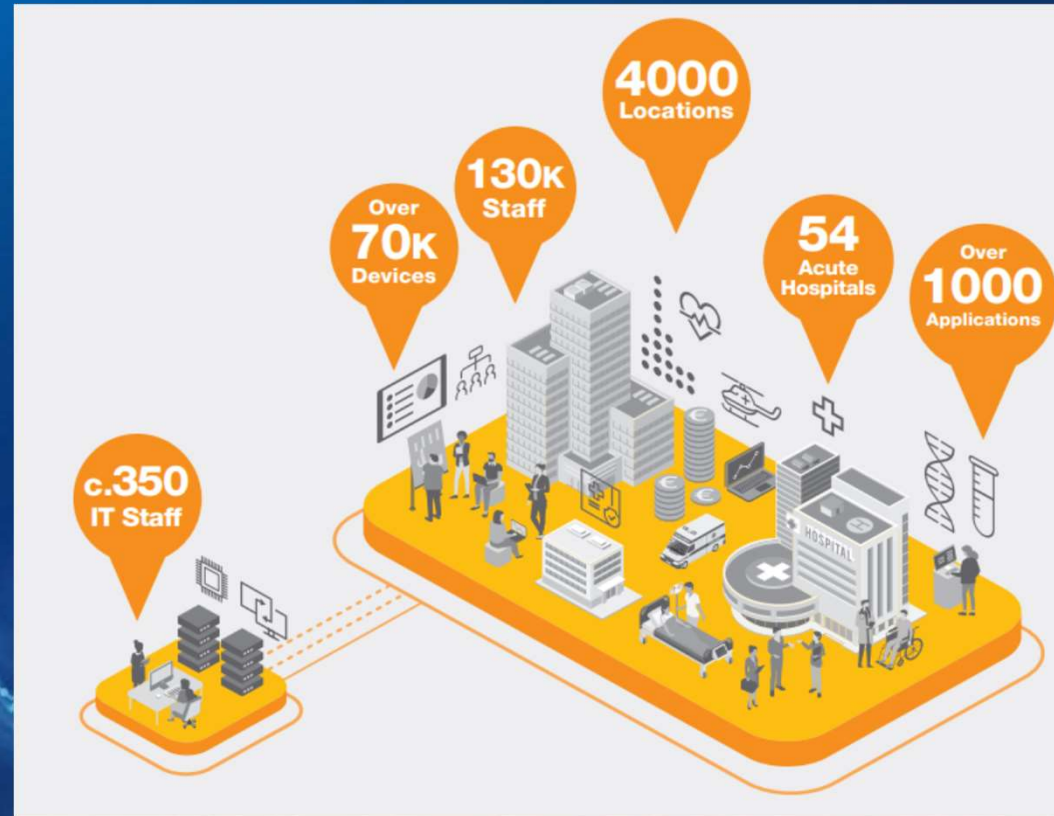 4000
Locations
130K
Staff
Over
70K
Devices
54
Acute
Hospitals
Over
1000
Applications
c.350
IT Staff
HOSPITAL